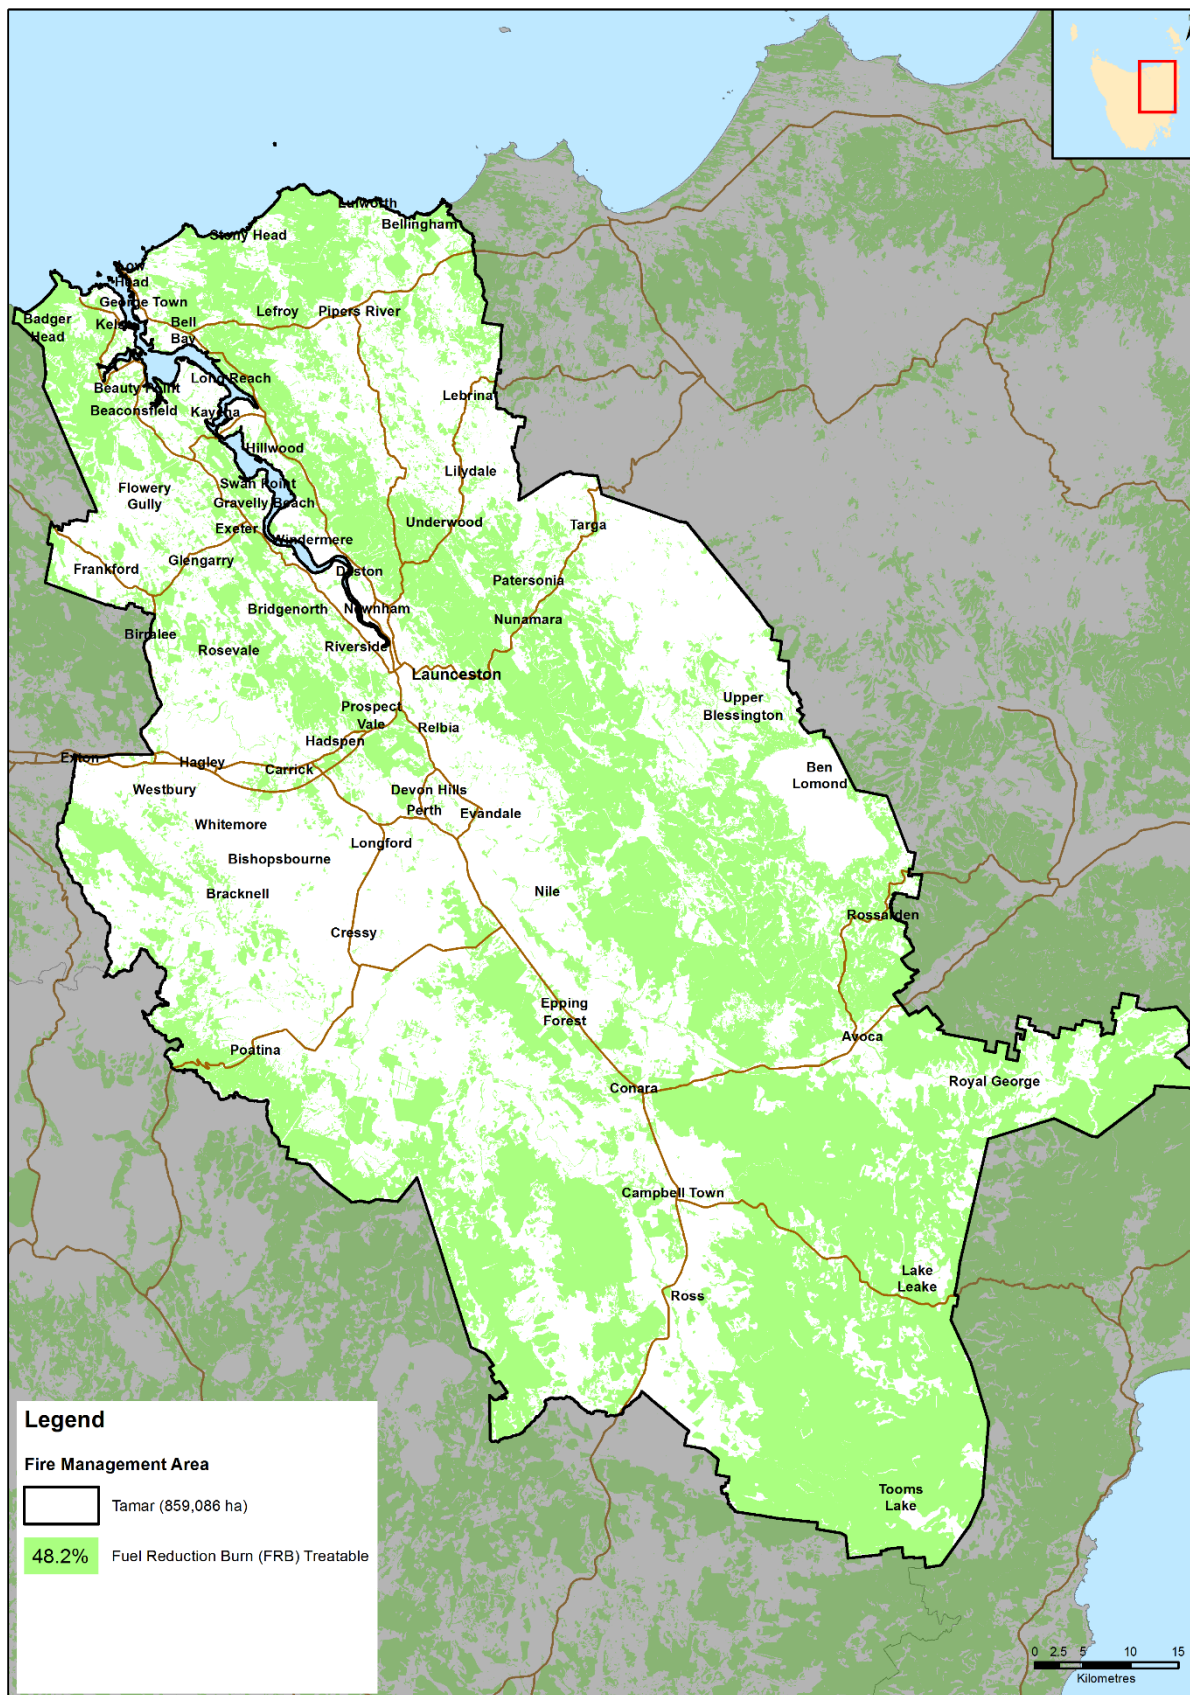 Lulworth
Bellingham
Stony Head
Low
Head
George Town
Lefroy
Pipers River
Badger
Head
Kelso
Bell
Bay
Long Reach
Beauty Point
Lebrina
Beaconsfield
Kayena
Hillwood
Lilydale
Flowery
Gully
Swan Point
Gravelly Beach
Exeter
Underwood
Targa
Windermere
Glengarry
Frankford
Dilston
Patersonia
Bridgenorth
Newnham
Nunamara
Birralee
Rosevale
Riverside
Launceston
Upper
Blessington
Prospect
Vale
Relbia
Hadspen
Exton
Hagley
Carrick
Ben
Lomond
Westbury
Devon Hills
Perth
Evandale
Whitemore
Longford
Bishopsbourne
Bracknell
Nile
Rossarden
Cressy
Epping
Forest
Avoca
Poatina
Royal George
Conara
Campbell Town
Lake
Leake
Ross
Tooms
Lake
Legend
Fire Management Area
Tamar (859,086 ha)
48.2% Fuel Reduction Burn (FRB) Treatable
0 2.5 5 10 15
Kilometres